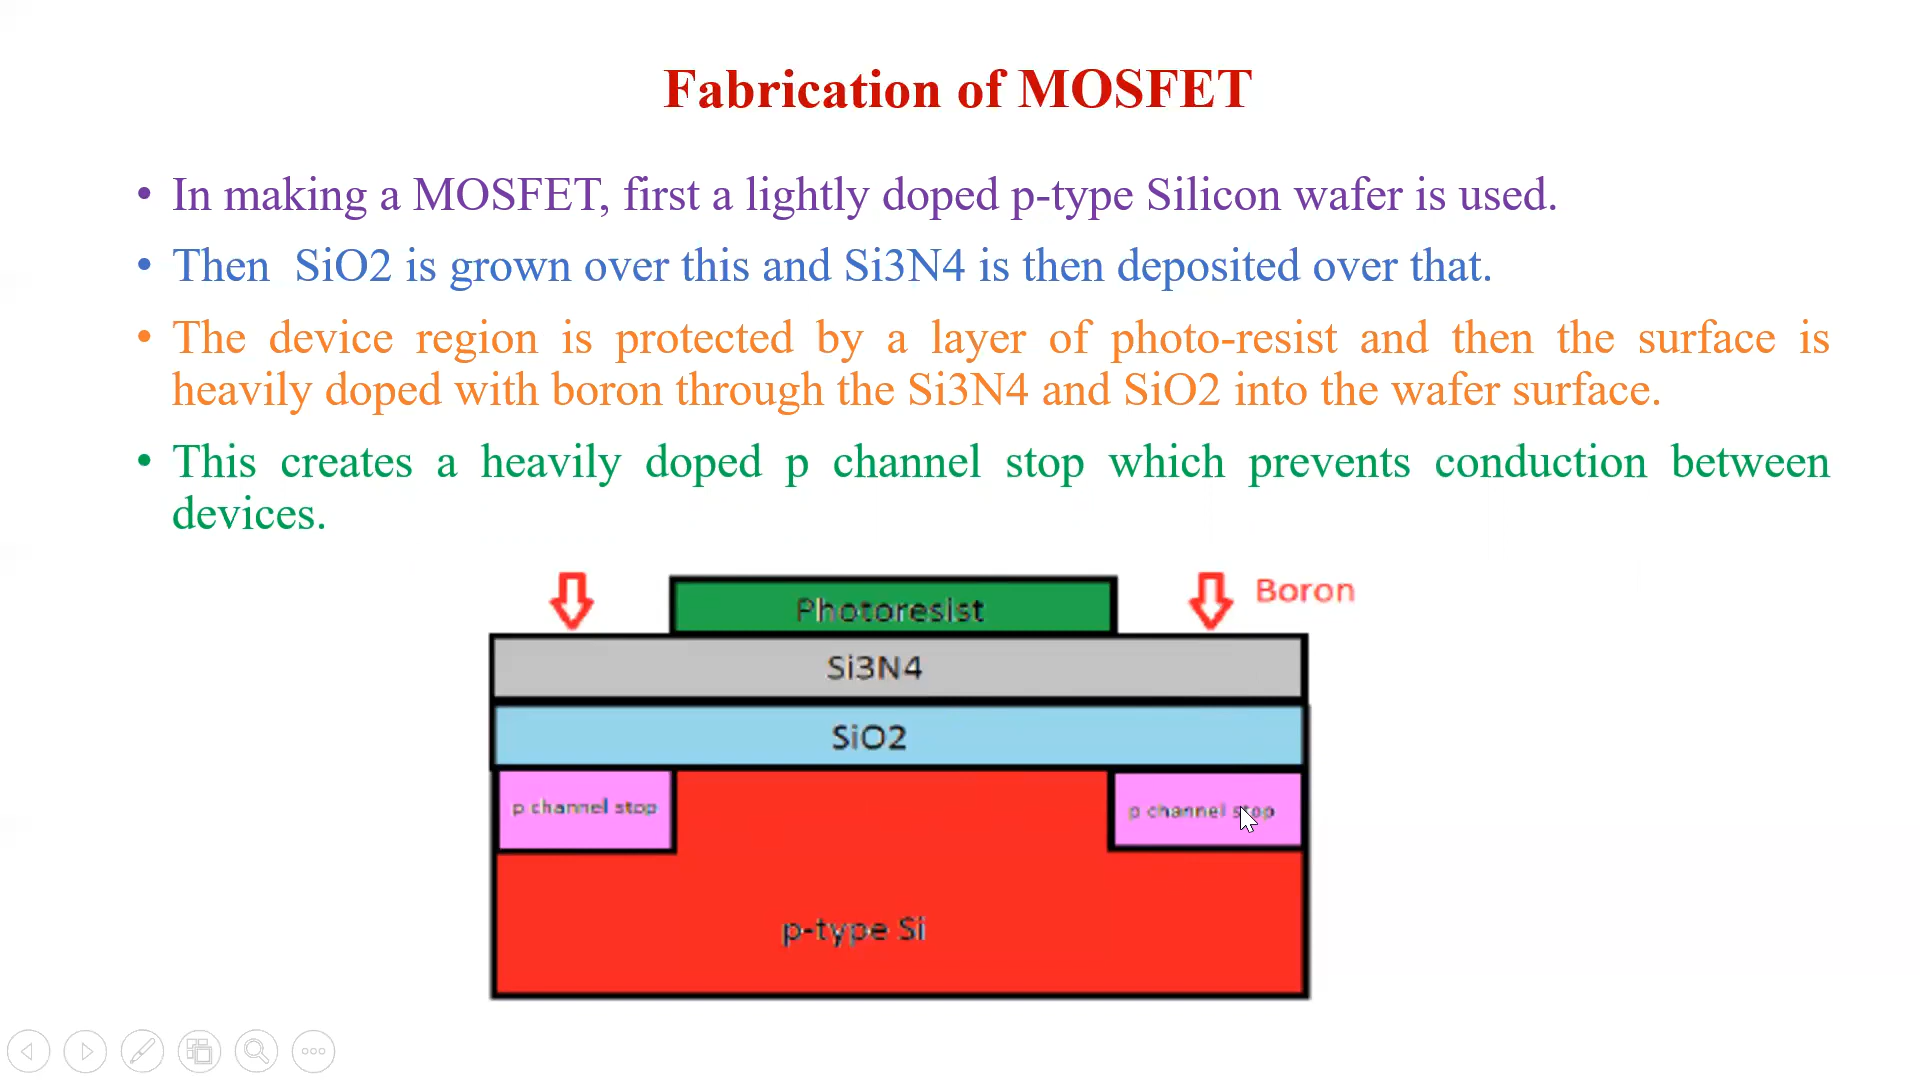 Fabrication of MOSFET
• In making a MOSFET, first a lightly doped p-type Silicon wafer is used.
• Then SiO2 is grown over this and Si3N4 is then deposited over that.
• The device region is protected by a layer of photo-resist and then the surface is
heavily doped with boron through the Si3N4 and SiO2 into the wafer surface.
• This creates a heavily doped p channel stop which prevents conduction between
devices.
Boron
Photoresist
Si3N4
SiO2
p channel stop
p channel stop
p-type Si